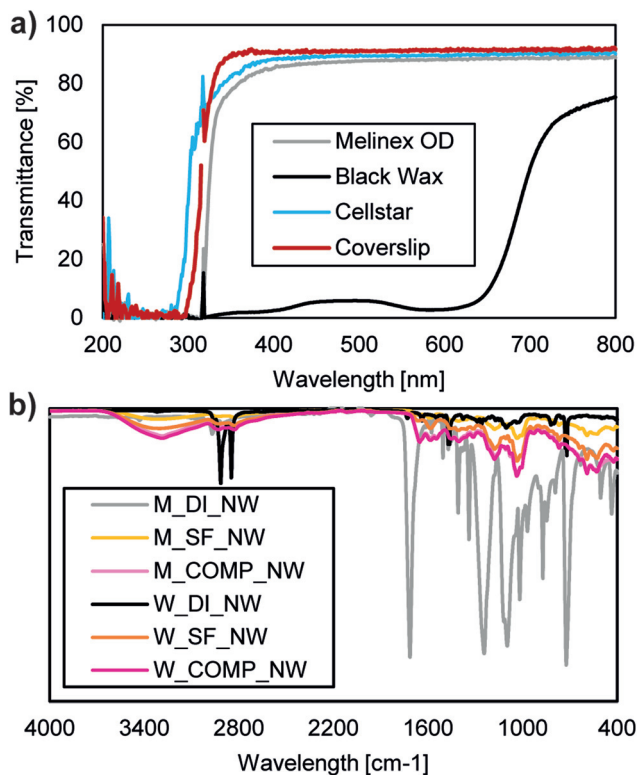 a)
100
80
60
40
20
0
Transmittance [%]
Melinex OD
Black Wax
Cellstar
Coverslip
200 300 400 500 600 700 800
Wavelength [nm]
b)
M_DI_NW
M_SF_NW
M_COMP_NW
W_DI_NW
W_SF_NW
W_COMP_NW
4000 3400 2800 2200 1600 1000 400
Wavelength [cm-1]